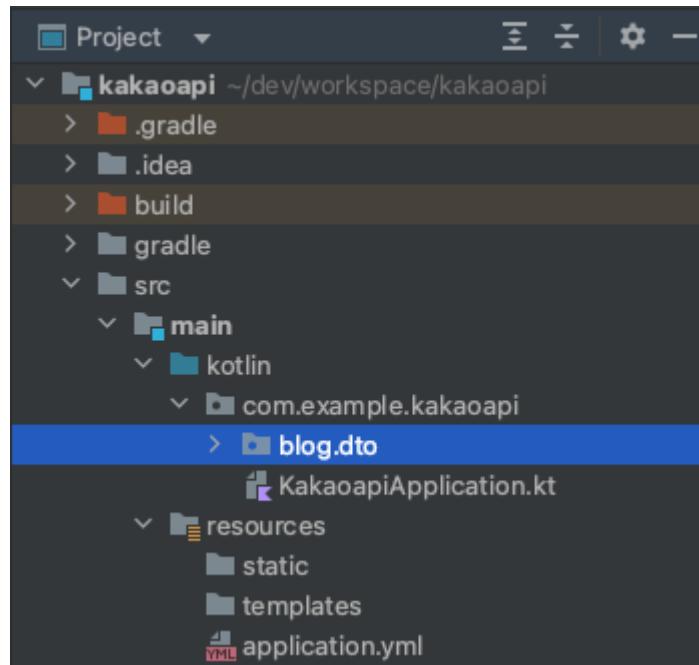 Project
kakaoapi ~/dev/workspace/kakaoapi
.gradle
.idea
build
gradle
src
main
kotlin
com.example.kakaoapi
blog.dto
KakaoapiApplication.kt
resources
static
templates
YML application.yml